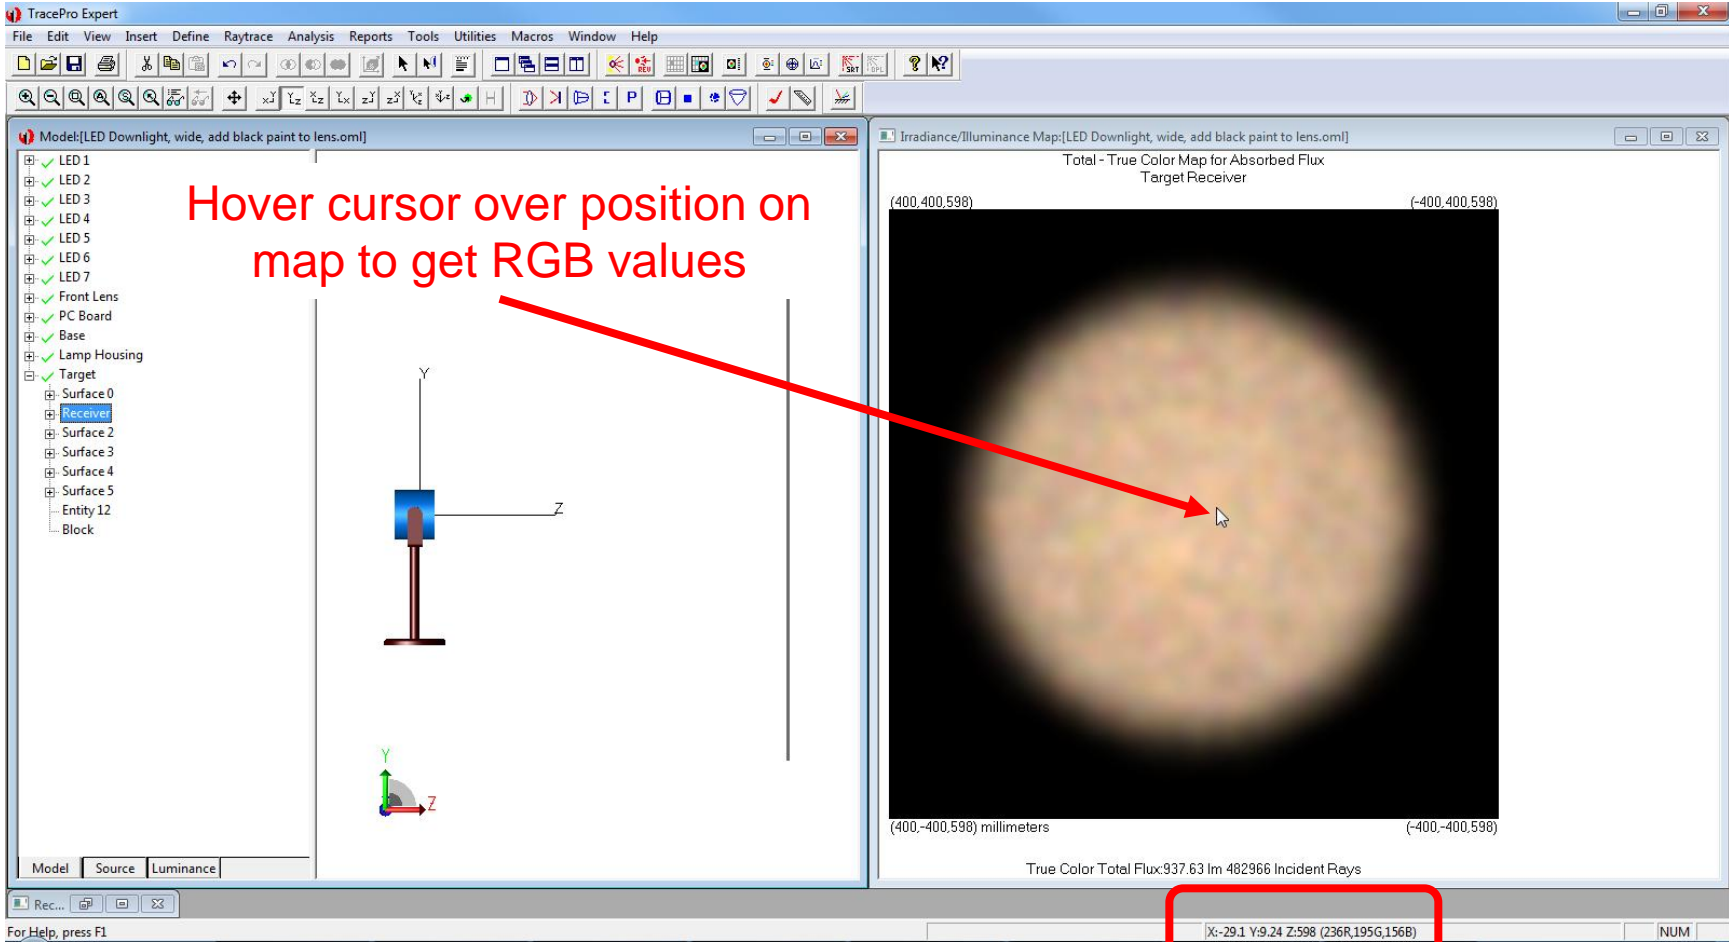 TracePro Expert
File Edit View Insert Define Raytrace Analysis Reports Tools Utilities Macros Window Help
Model:[LED Downlight, wide, add black paint to lens.oml]
LED 1
LED 2
LED 3
LED 4
LED 5
LED 6
LED 7
Front Lens
PC Board
Base
Lamp Housing
Target
Surface 0
Receiver
Surface 2
Surface 3
Surface 4
Surface 5
Entity 12
Block
Hover cursor over position on
map to get RGB values
Y
Z
Y
Z
Model Source Luminance
Irradiance/Illuminance Map:[LED Downlight, wide, add black paint to lens.oml]
Total - True Color Map for Absorbed Flux
Target Receiver
(400,400,598) (-400,400,598)
(400,-400,598) millimeters (-400,-400,598)
True Color Total Flux:937.63 lm 482966 Incident Rays
Rec...
For Help, press F1
X:-29.1 Y:9.24 Z:598 (236R,195G,156B)
NUM